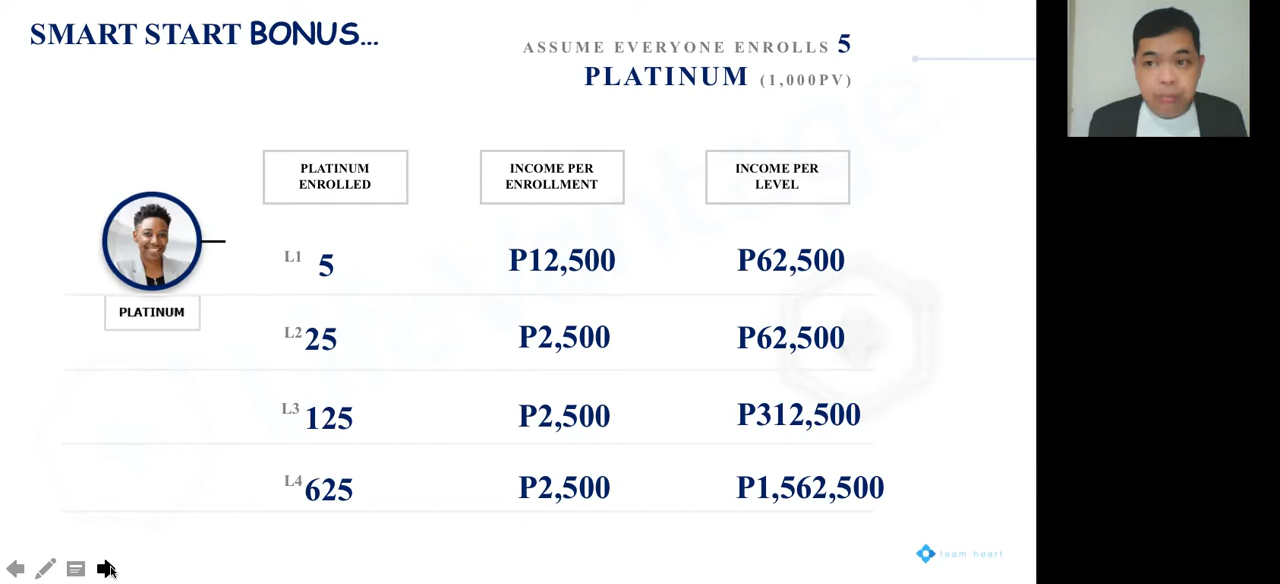 SMART START BONUS...
ASSUME EVERYONE ENROLLS 5
PLATINUM (1,000PV)
PLATINUM
ENROLLED
INCOME PER
ENROLLMENT
INCOME PER
LEVEL
L1 5 P12,500 P62,500
PLATINUM
L2 25 P2,500 P62,500
L3 125 P2,500 P312,500
L4 625 P2,500 P1,562,500
team heart